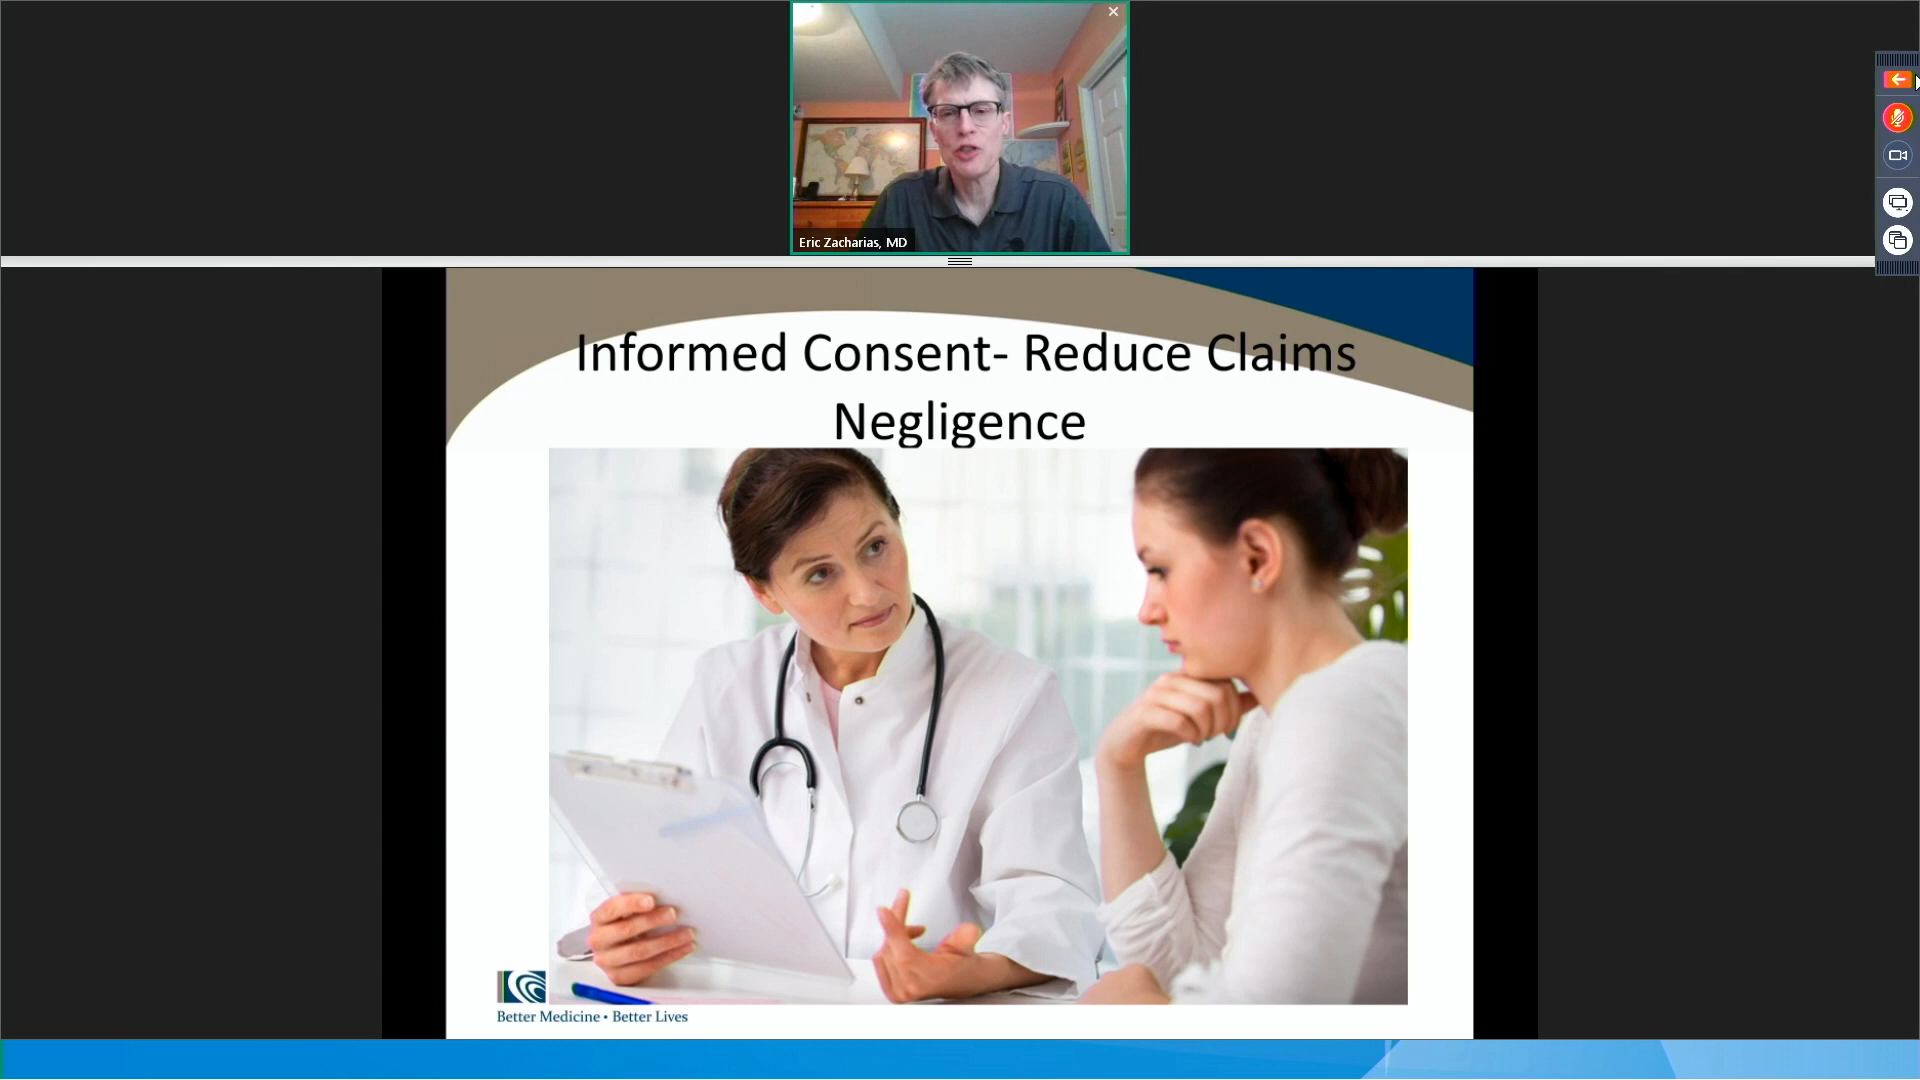 Eric Zacharias, MD
Informed Consent- Reduce Claims
Negligence
Better Medicine • Better Lives